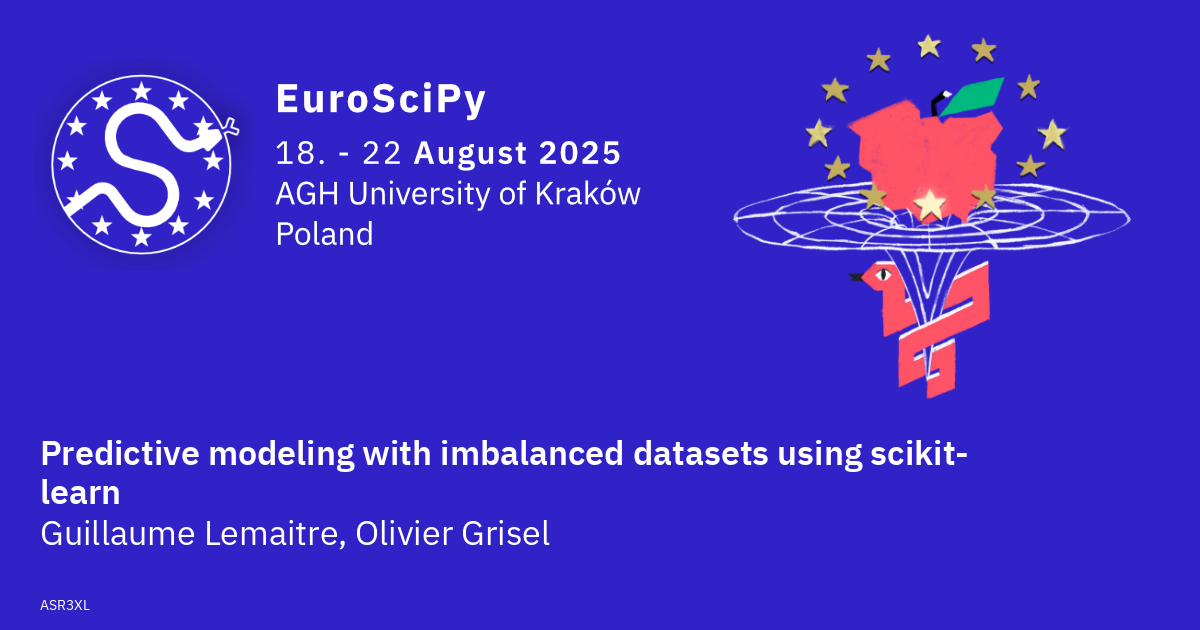 EuroSciPy
18. - 22 August 2025
AGH University of Kraków
Poland
Predictive modeling with imbalanced datasets using scikit-
learn
Guillaume Lemaitre, Olivier Grisel
ASR3XL